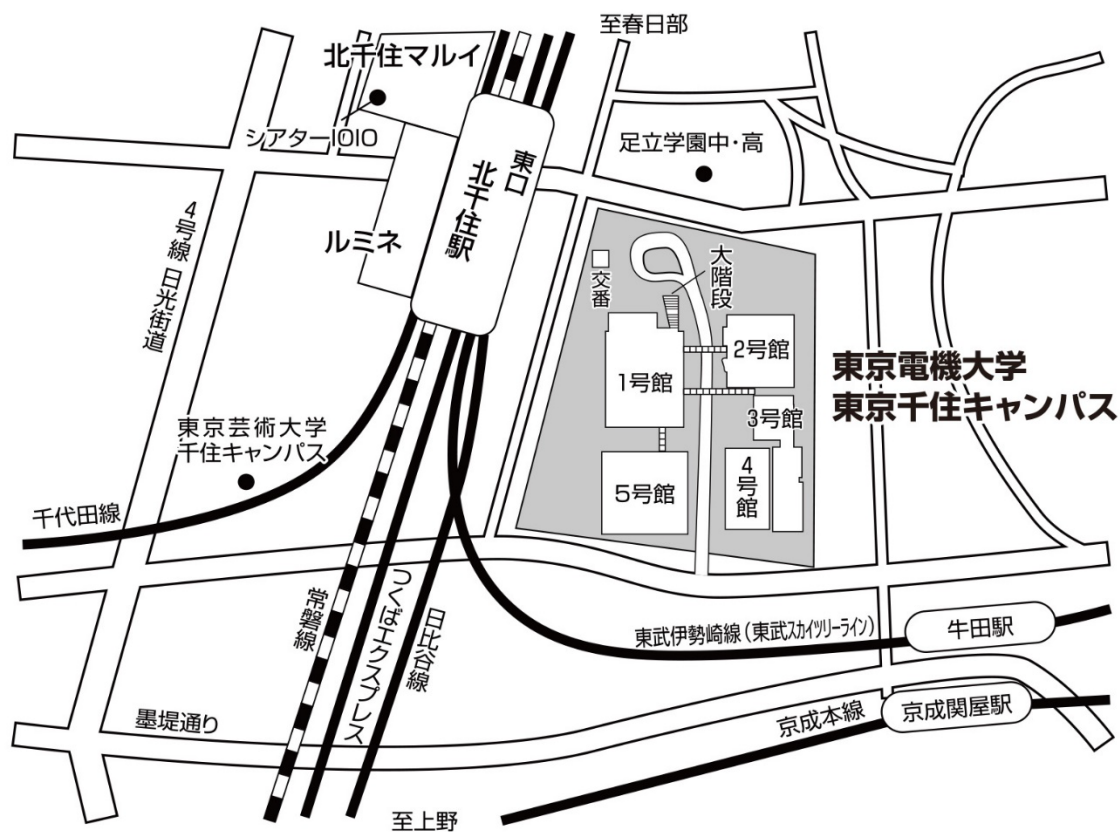 至春日部
北千住マルイ
シアター1010
足立学園中・高
東口
北千住駅
ルミネ
4号線 日光街道
交番
大階段
1号館
2号館
3号館
4号館
5号館
東京電機大学
東京千住キャンパス
東京芸術大学
千住キャンパス
千代田線
常磐線
つくばエクスプレス
日比谷線
東武伊勢崎線(東武スカイツリーライン)
牛田駅
墨堤通り
京成本線
京成関屋駅
至上野